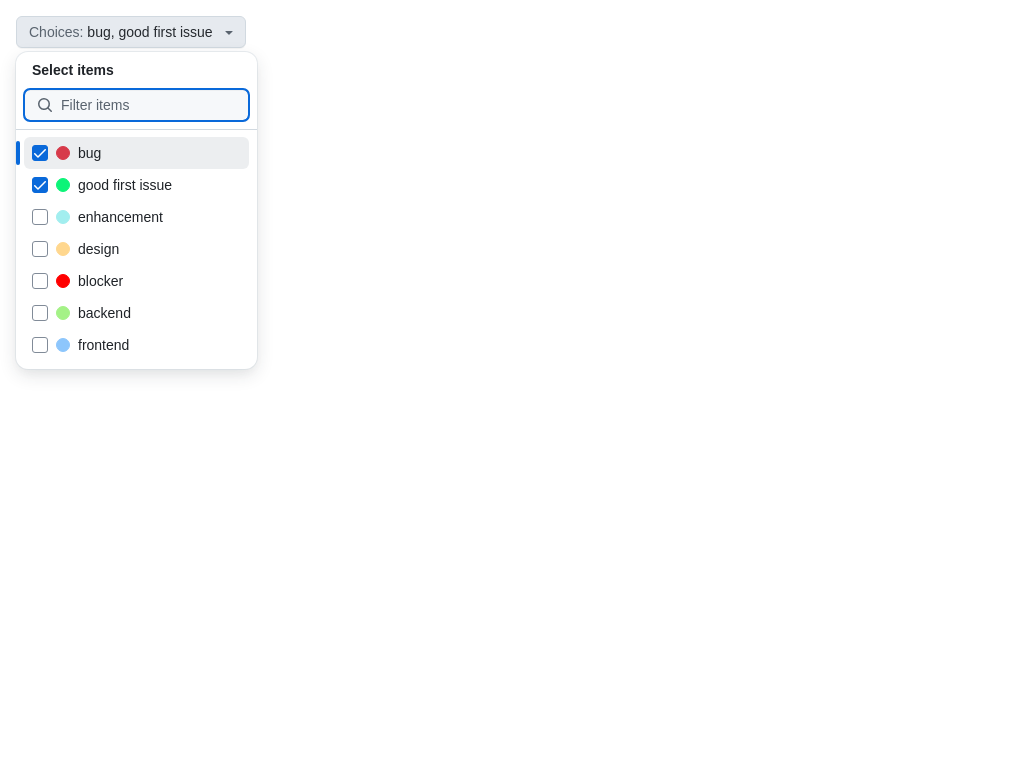 Choices: bug, good first issue
Select items
Filter items
bug
good first issue
enhancement
design
blocker
backend
frontend